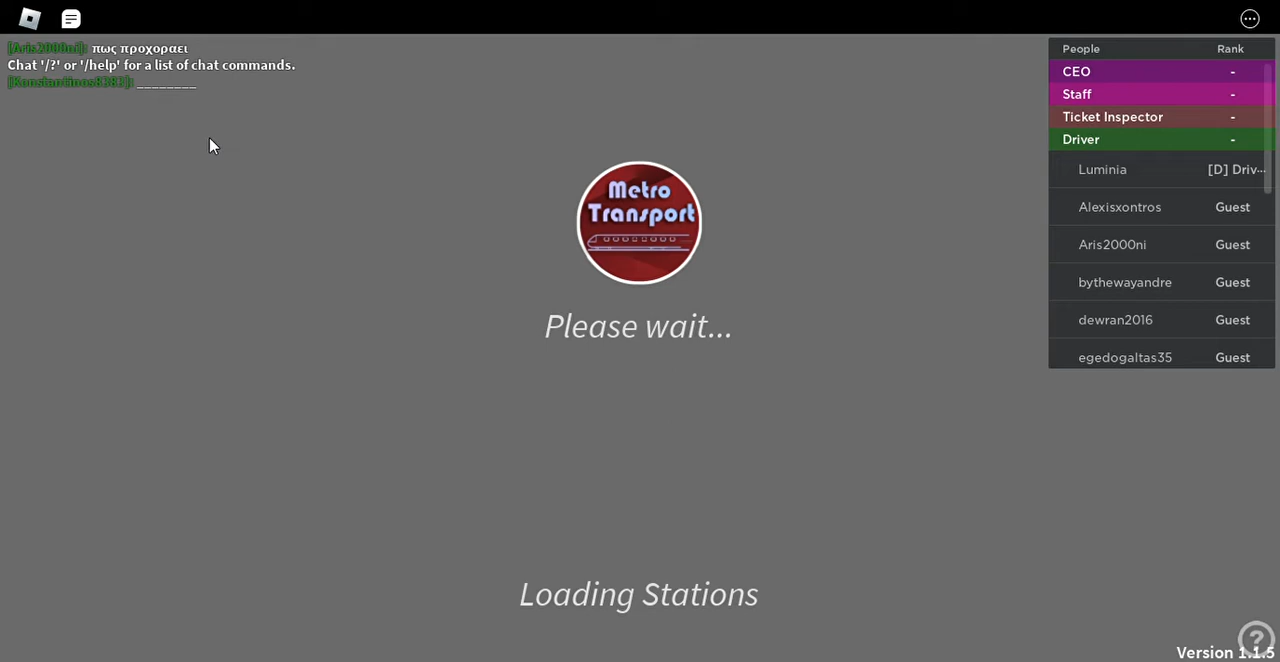 [Aris2000ni]: πως προχοραει
Chat '/?' or '/help' for a list of chat commands.
[Konstantinos8383]: ________
People Rank
CEO -
Staff -
Ticket Inspector -
Driver -
Luminia [D] Driv...
Alexisxontros Guest
Aris2000ni Guest
bythewayandre Guest
dewran2016 Guest
egedogaltas35 Guest
Metro
Transport
Please wait...
Loading Stations
?
Version 1.1.5